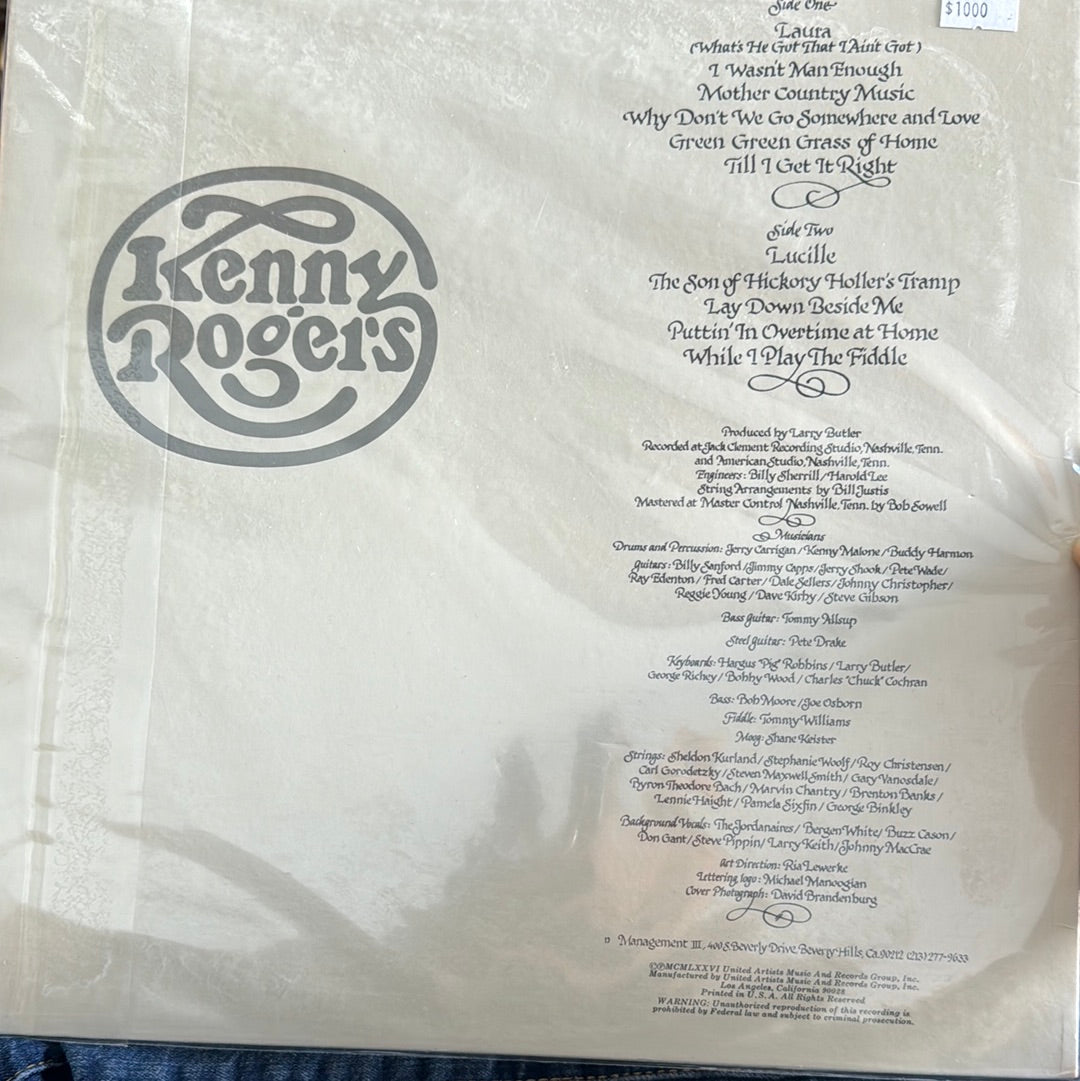 $1000
Side One
Laura
(What's He Got That I Ain't Got)
I Wasn't Man Enough
Mother Country Music
Why Don't We Go Somewhere and Love
Green Green Grass of Home
Till I Get It Right
Side Two
Lucille
The Son of Hickory Holler's Tramp
Lay Down Beside Me
Puttin' In Overtime at Home
While I Play The Fiddle
Kenny
Rogers
Produced by Larry Butler
Recorded at Jack Clement Recording Studio, Nashville, Tenn.
and American Studio, Nashville, Tenn.
Engineers: Billy Sherrill/Harold Lee
String Arrangements by Bill Justis
Mastered at Master Control Nashville, Tenn. by Bob Sowell
Musicians
Drums and Percussion: Jerry Carrigan/Kenny Malone/Buddy Harmon
Guitars: Billy Sanford/Jimmy Capps/Jerry Shook/Pete Wade/
Ray Edenton/Fred Carter/Dale Sellers/Johnny Christopher/
Reggie Young/Dave Kirby/Steve Gibson
Bass Guitar: Tommy Allsup
Steel Guitar: Pete Drake
Keyboards: Hargus "Pig" Robbins/Larry Butler/
George Richey/Bobby Wood/Charles "Chuck" Cochran
Bass: Bob Moore/Joe Osborn
Fiddle: Tommy Williams
Moog: Shane Keister
Strings: Sheldon Kurland/Stephanie Woolf/Roy Christensen/
Carl Gorodetzky/Steven Maxwell Smith/Gary Vanosdale/
Byron Theodore Bach/Marvin Chantry/Brenton Banks/
Lennie Haight/Pamela Sixfin/George Binkley
Background Vocals: The Jordanaires/Bergen White/Buzz Cason/
Don Gant/Steve Pippin/Larry Keith/Johnny MacCrae
Art Direction: Ria Lewerke
Lettering logo: Michael Manoogian
Cover Photograph: David Brandenburg
Management III, 400 S. Beverly Drive, Beverly Hills, Ca. 90212 (213) 277-9633
©℗MCMLXXVI United Artists Music And Records Group, Inc.
Manufactured by United Artists Music And Records Group, Inc.
Los Angeles, California 90028
Printed in U.S.A. All Rights Reserved
WARNING: Unauthorized reproduction of this recording is
prohibited by Federal law and subject to criminal prosecution.